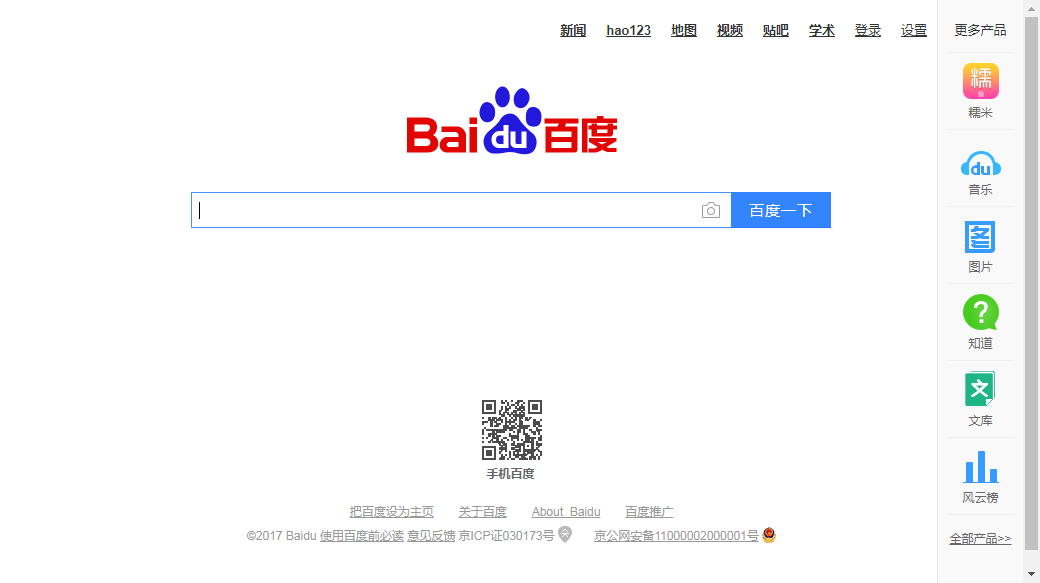 新闻 hao123 地图 视频 贴吧 学术 登录 设置 更多产品
Bai du 百度
百度一下
糯
糯米
du
音乐
图片
?
知道
文
文库
风云榜
全部产品>>
手机百度
把百度设为主页 关于百度 About Baidu 百度推广
©2017 Baidu 使用百度前必读 意见反馈 京ICP证030173号 京公网安备11000002000001号